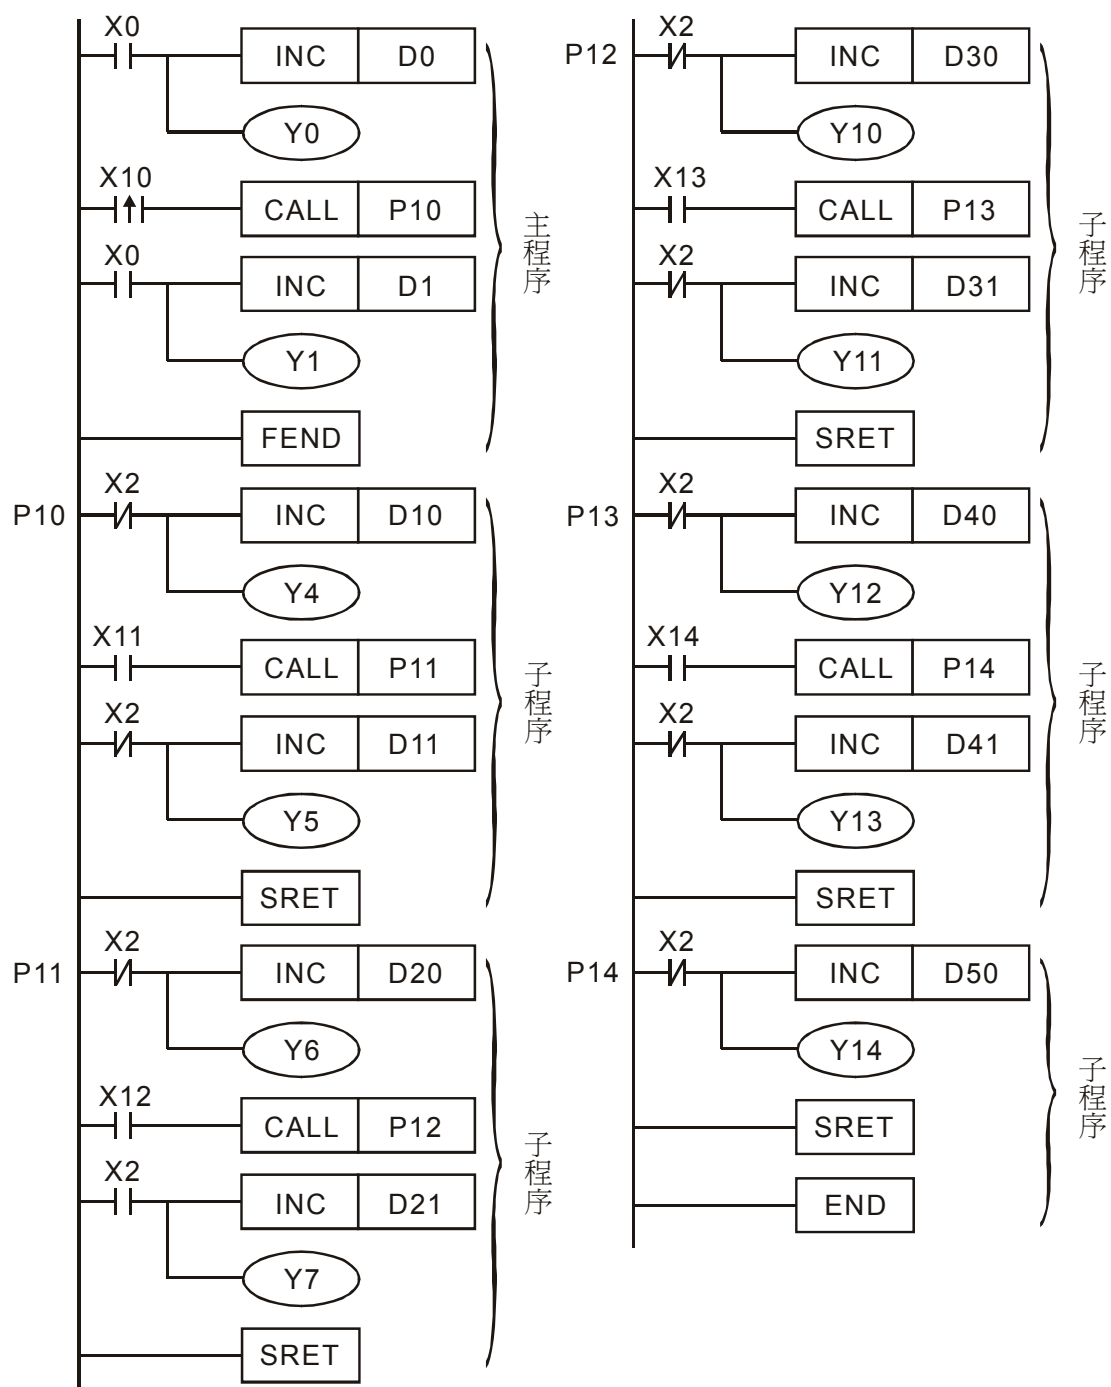 X0
INC D0
Y0
X10
CALL P10
X0
INC D1
Y1
FEND
主程序
X2
P10 INC D10
Y4
X11
CALL P11
X2
INC D11
Y5
SRET
子程序
X2
P11 INC D20
Y6
X12
CALL P12
X2
INC D21
Y7
SRET
子程序
X2
P12 INC D30
Y10
X13
CALL P13
X2
INC D31
Y11
SRET
子程序
X2
P13 INC D40
Y12
X14
CALL P14
X2
INC D41
Y13
SRET
子程序
X2
P14 INC D50
Y14
SRET
END
子程序